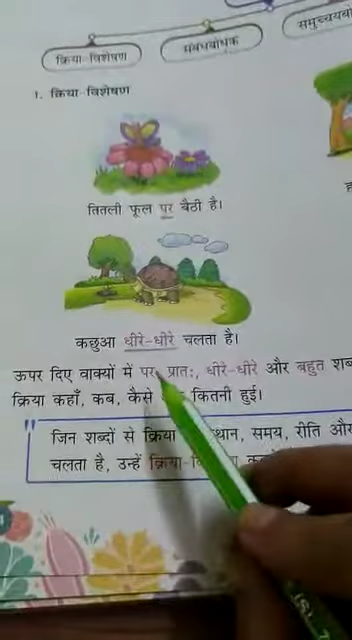 क्रिया-विशेषण
संबंधबोधक
समुच्चयबो
1. क्रिया-विशेषण
तितली फूल पर बैठी है।
कछुआ धीरे-धीरे चलता है।
ऊपर दिए वाक्यों में पर, प्रातः, धीरे-धीरे और बहुत शब्
क्रिया कहाँ, कब, कैसे कितनी हुई।
जिन शब्दों से क्रिया स्थान, समय, रीति और
चलता है, उन्हें क्रिया-वि